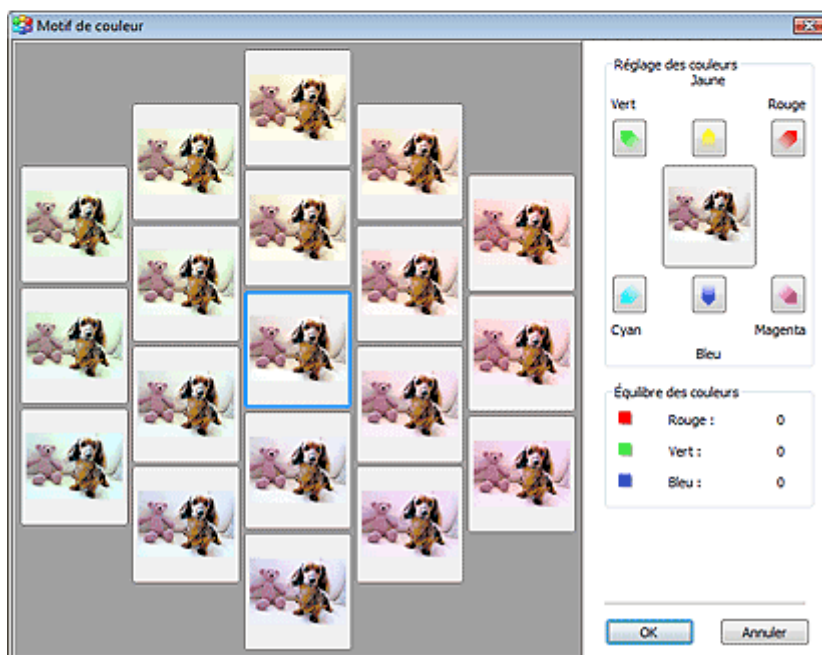 Motif de couleur
Réglage des couleurs
Jaune
Vert
Rouge
Cyan
Magenta
Bleu
Équilibre des couleurs
Rouge : 0
Vert : 0
Bleu : 0
OK
Annuler